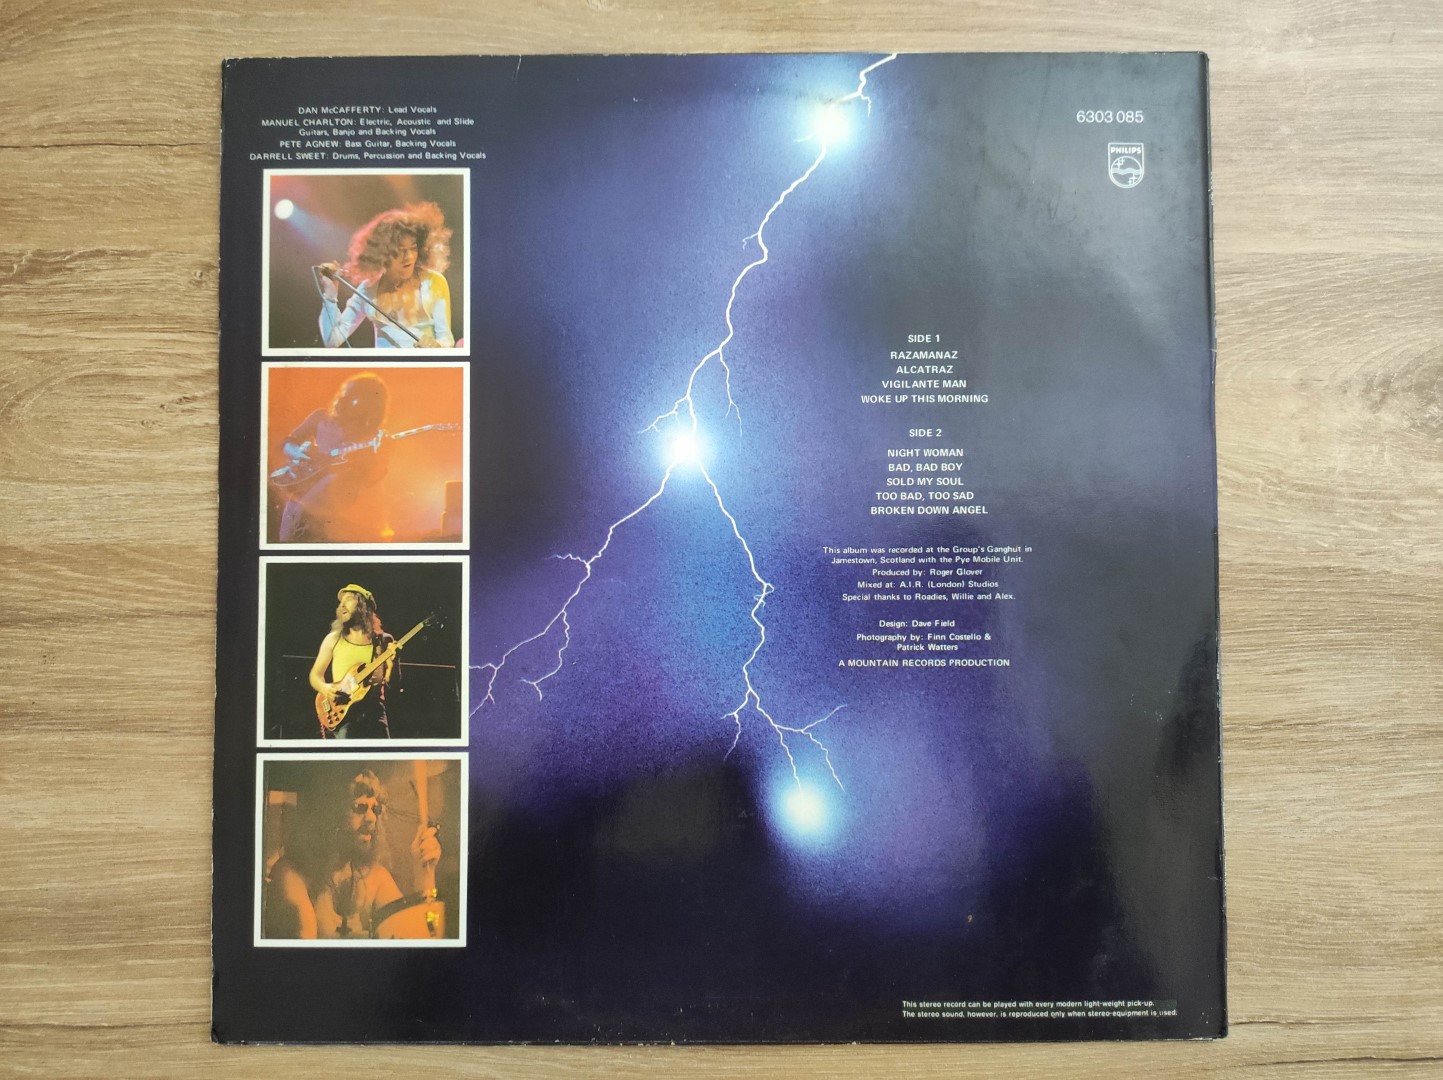 DAN McCAFFERTY: Lead Vocals
MANUEL CHARLTON: Electric, Acoustic and Slide
Guitars, Banjo and Backing Vocals
PETE AGNEW: Bass Guitar, Backing Vocals
DARRELL SWEET: Drums, Percussion and Backing Vocals
6303 085
PHILIPS
SIDE 1
RAZAMANAZ
ALCATRAZ
VIGILANTE MAN
WOKE UP THIS MORNING
SIDE 2
NIGHT WOMAN
BAD, BAD BOY
SOLD MY SOUL
TOO BAD, TOO SAD
BROKEN DOWN ANGEL
This album was recorded at the Group's Ganghut in
Jamestown, Scotland with the Pye Mobile Unit.
Produced by: Roger Glover
Mixed at: A.I.R. (London) Studios
Special thanks to Roadies, Willie and Alex.
Design: Dave Field
Photography by: Finn Costello &
Patrick Watters
A MOUNTAIN RECORDS PRODUCTION
This stereo record can be played with every modern light-weight pick-up.
The stereo sound, however, is reproduced only when stereo-equipment is used.